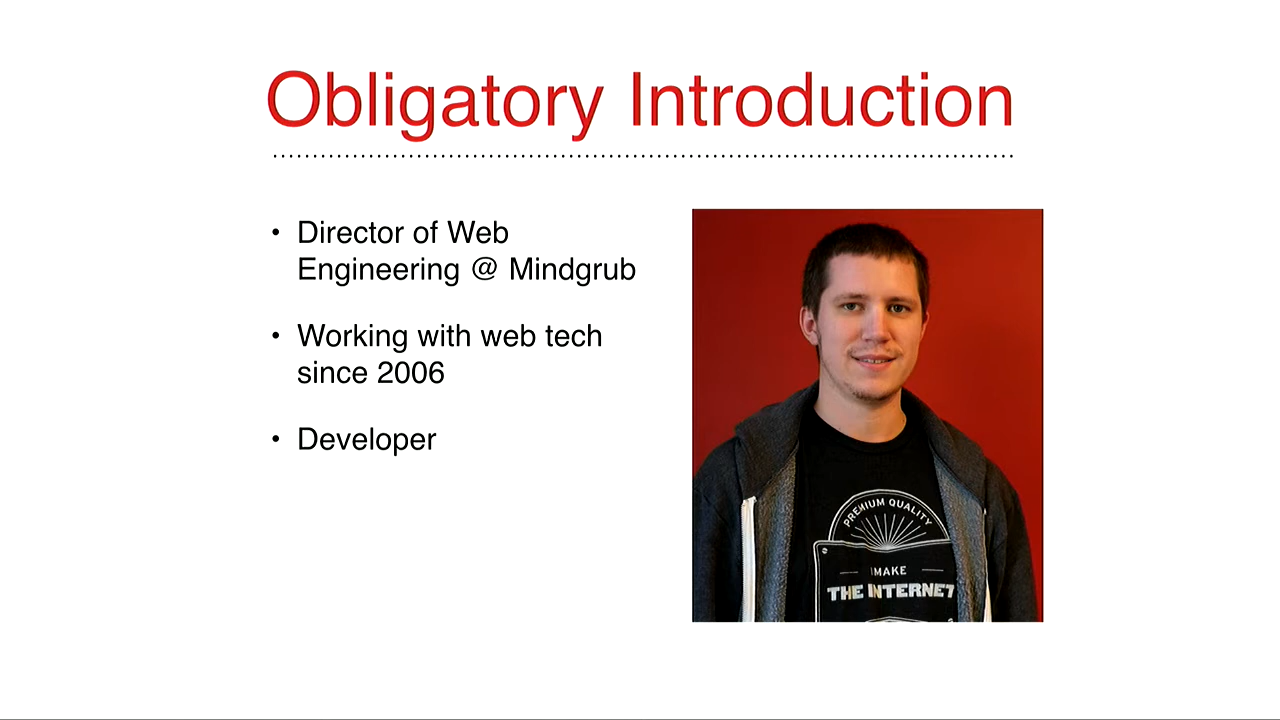 Obligatory Introduction
• Director of Web
Engineering @ Mindgrub
• Working with web tech
since 2006
• Developer
PREMIUM QUALITY
I MAKE
THE INTERNET